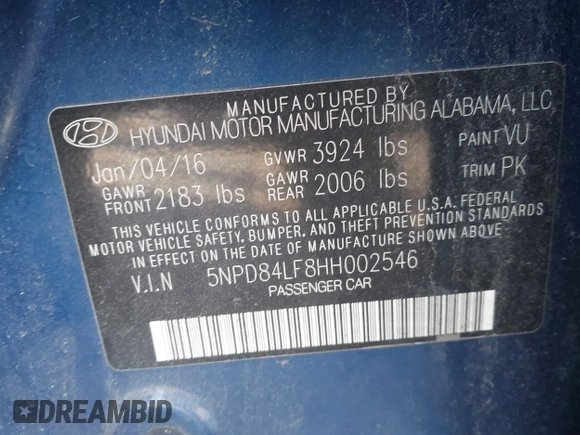 MANUFACTURED BY
HYUNDAI MOTOR MANUFACTURING ALABAMA, LLC
Jan/04/16 GVWR 3924 lbs PAINT VU
GAWR FRONT 2183 lbs GAWR REAR 2006 lbs TRIM PK
THIS VEHICLE CONFORMS TO ALL APPLICABLE U.S.A. FEDERAL
MOTOR VEHICLE SAFETY, BUMPER, AND THEFT PREVENTION STANDARDS
IN EFFECT ON THE DATE OF MANUFACTURE SHOWN ABOVE.
V.I.N 5NPD84LF8HH002546
PASSENGER CAR
DREAMBID